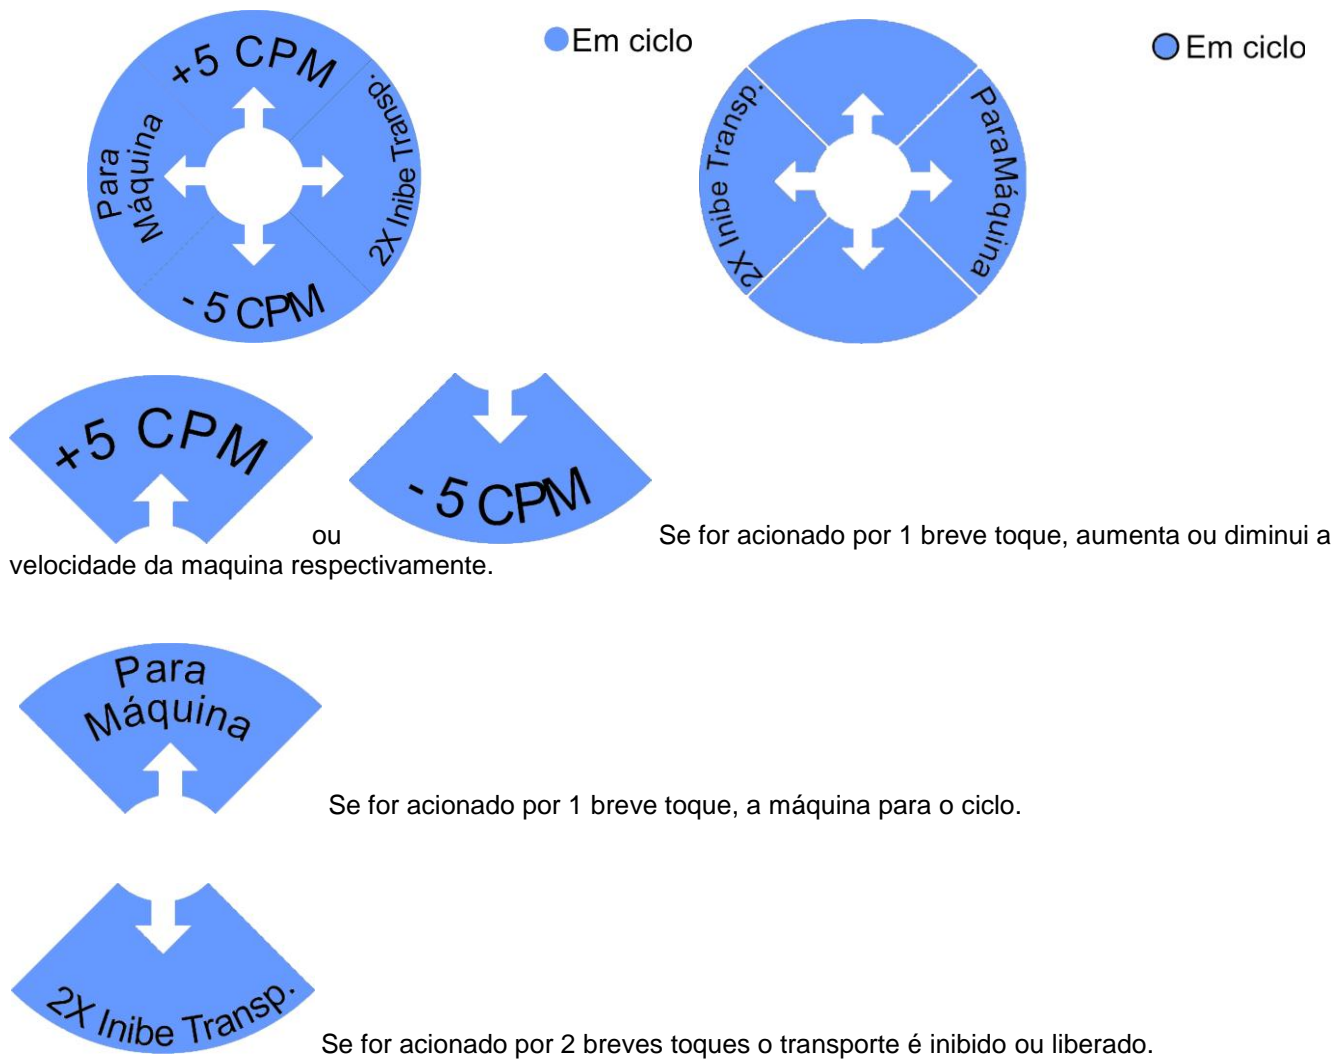 +5 CPM
Para
Máquina
2X Inibe Transp.
- 5 CPM
Em ciclo
2X Inibe Transp.
Para Máquina
Em ciclo
+5 CPM
ou
- 5 CPM
Se for acionado por 1 breve toque, aumenta ou diminui a
velocidade da maquina respectivamente.
Para
Máquina
Se for acionado por 1 breve toque, a máquina para o ciclo.
2X Inibe Transp.
Se for acionado por 2 breves toques o transporte é inibido ou liberado.